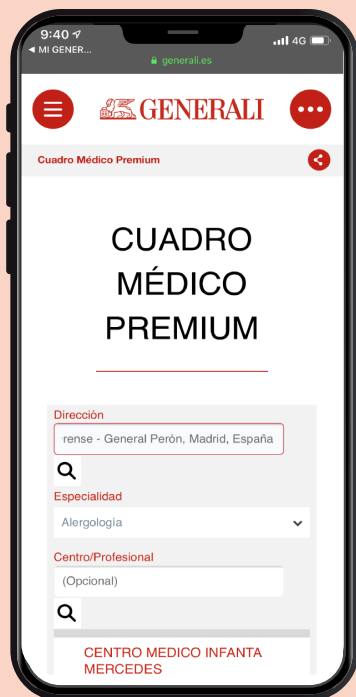 9:40
4G
◀ MI GENER...
generali.es
GENERALI
Cuadro Médico Premium
CUADRO
MÉDICO
PREMIUM
Dirección
rense - General Perón, Madrid, España
Especialidad
Alergología
Centro/Profesional
(Opcional)
CENTRO MEDICO INFANTA
MERCEDES